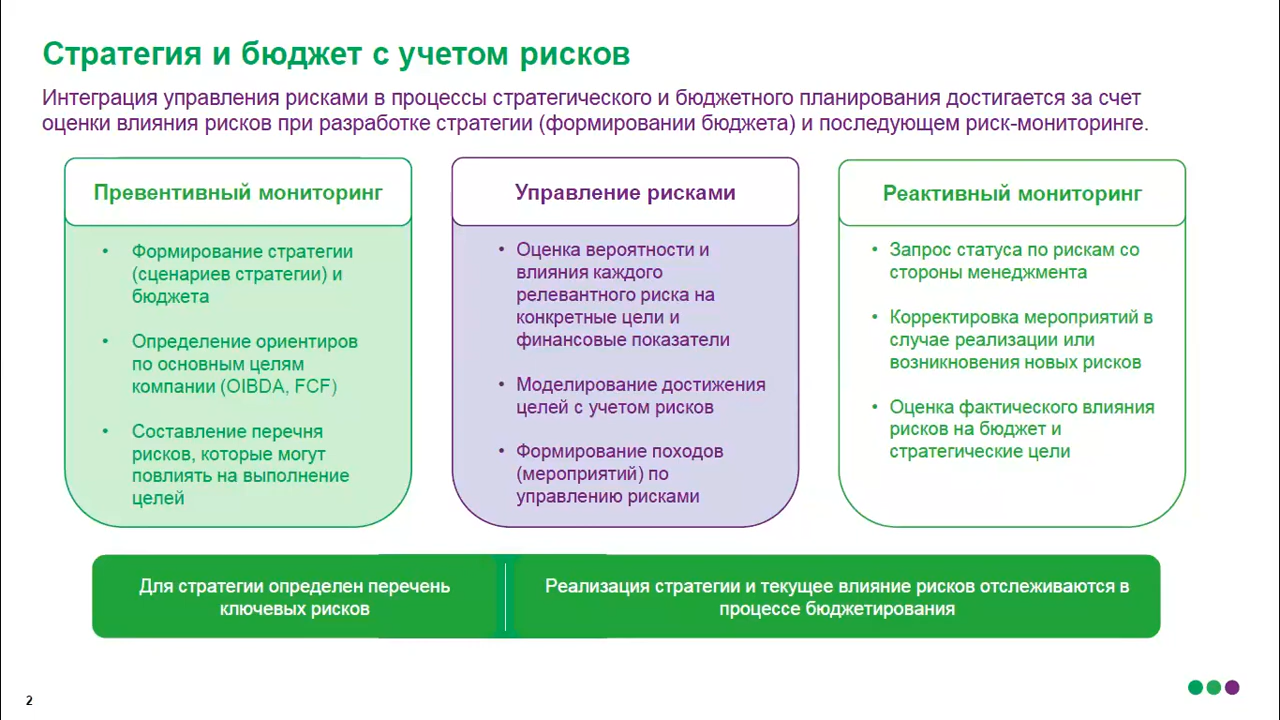 Стратегия и бюджет с учетом рисков
Интеграция управления рисками в процессы стратегического и бюджетного планирования достигается за счет
оценки влияния рисков при разработке стратегии (формировании бюджета) и последующем риск-мониторинге.
Превентивный мониторинг
• Формирование стратегии
(сценариев стратегии) и
бюджета
• Определение ориентиров
по основным целям
компании (OIBDA, FCF)
• Составление перечня
рисков, которые могут
повлиять на выполнение
целей
Управление рисками
• Оценка вероятности и
влияния каждого
релевантного риска на
конкретные цели и
финансовые показатели
• Моделирование достижения
целей с учетом рисков
• Формирование походов
(мероприятий) по
управлению рисками
Реактивный мониторинг
• Запрос статуса по рискам со
стороны менеджмента
• Корректировка мероприятий в
случае реализации или
возникновения новых рисков
• Оценка фактического влияния
рисков на бюджет и
стратегические цели
Для стратегии определен перечень
ключевых рисков
Реализация стратегии и текущее влияние рисков отслеживаются в
процессе бюджетирования
2